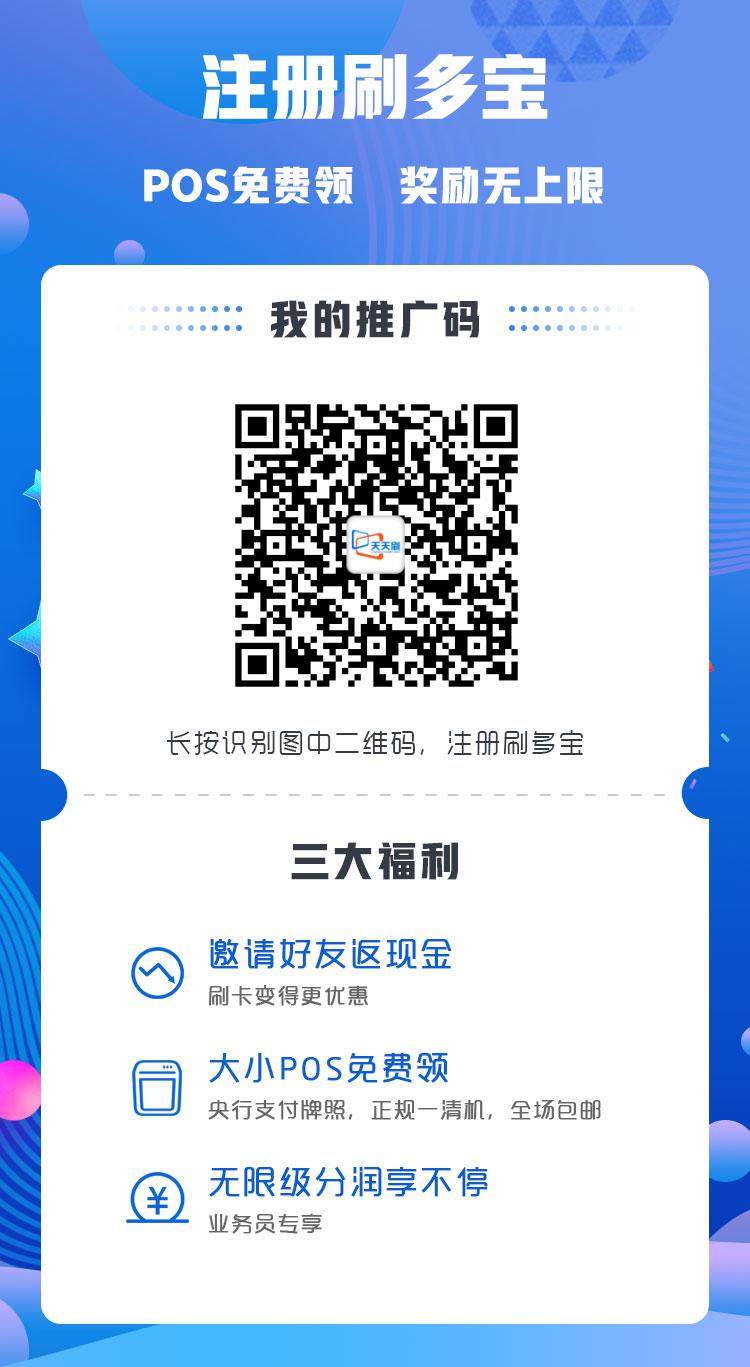 注册刷多宝
POS免费领 奖励无上限
我的推广码
天天刷
长按识别图中二维码，注册刷多宝
三大福利
邀请好友返现金
刷卡变得更优惠
大小POS免费领
央行支付牌照，正规一清机，全场包邮
无限级分润享不停
业务员专享